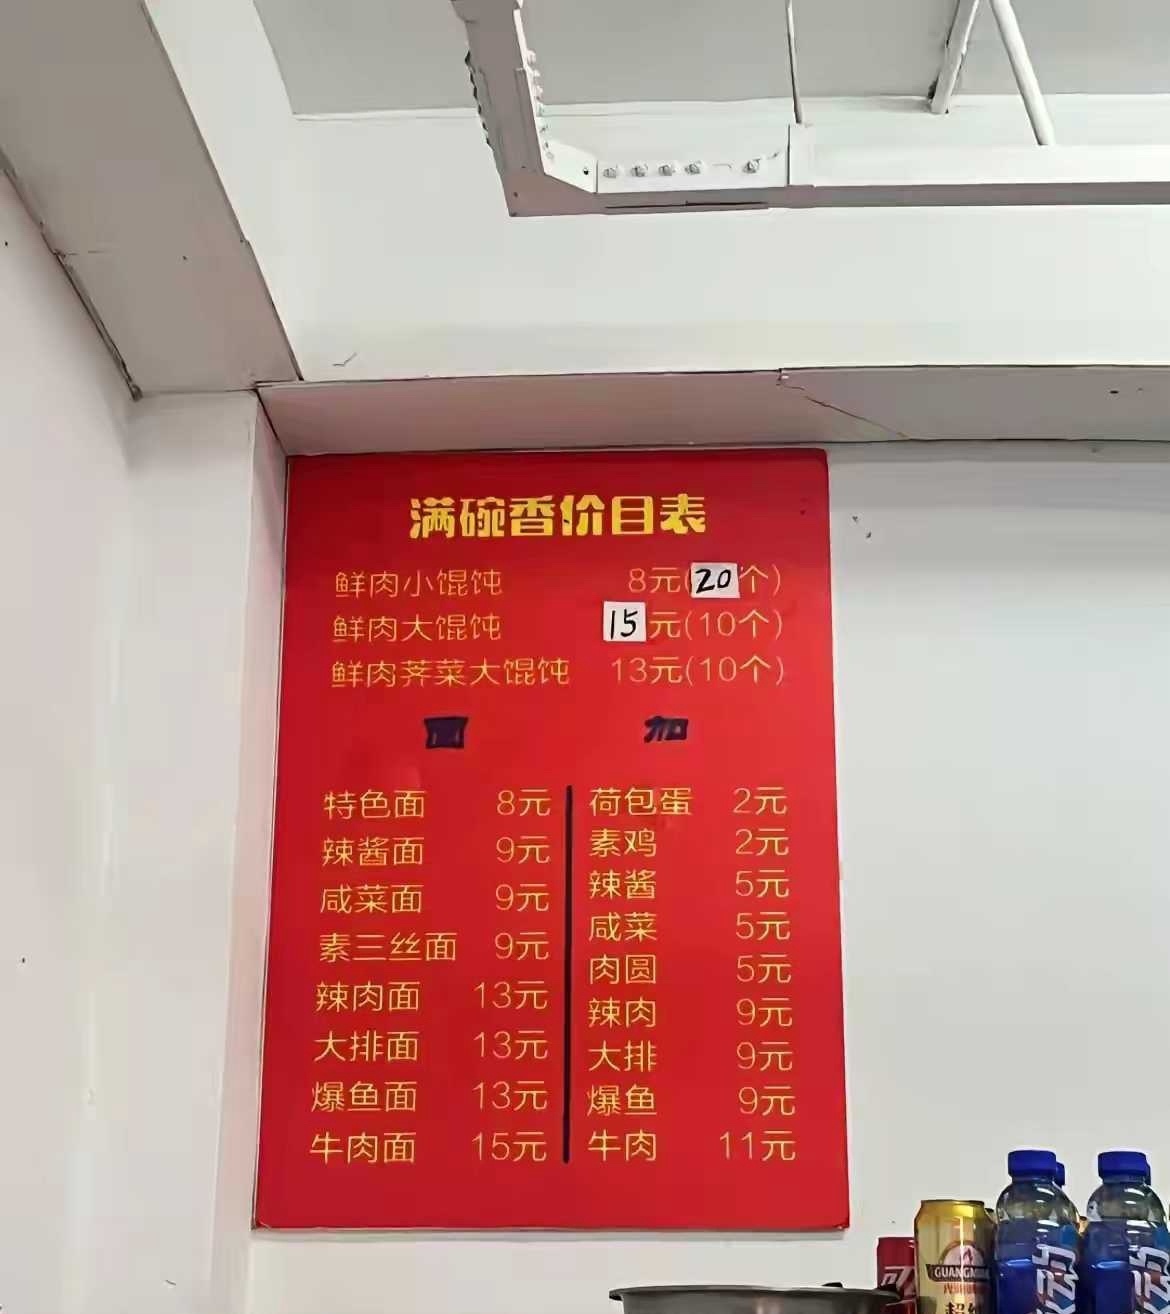 满碗香价目表
鲜肉小馄饨 8元(20个)
鲜肉大馄饨 15元(10个)
鲜肉荠菜大馄饨 13元(10个)
面 加
特色面 8元
辣酱面 9元
咸菜面 9元
素三丝面 9元
辣肉面 13元
大排面 13元
爆鱼面 13元
牛肉面 15元
荷包蛋 2元
素鸡 2元
辣酱 5元
咸菜 5元
肉圆 5元
辣肉 9元
大排 9元
爆鱼 9元
牛肉 11元